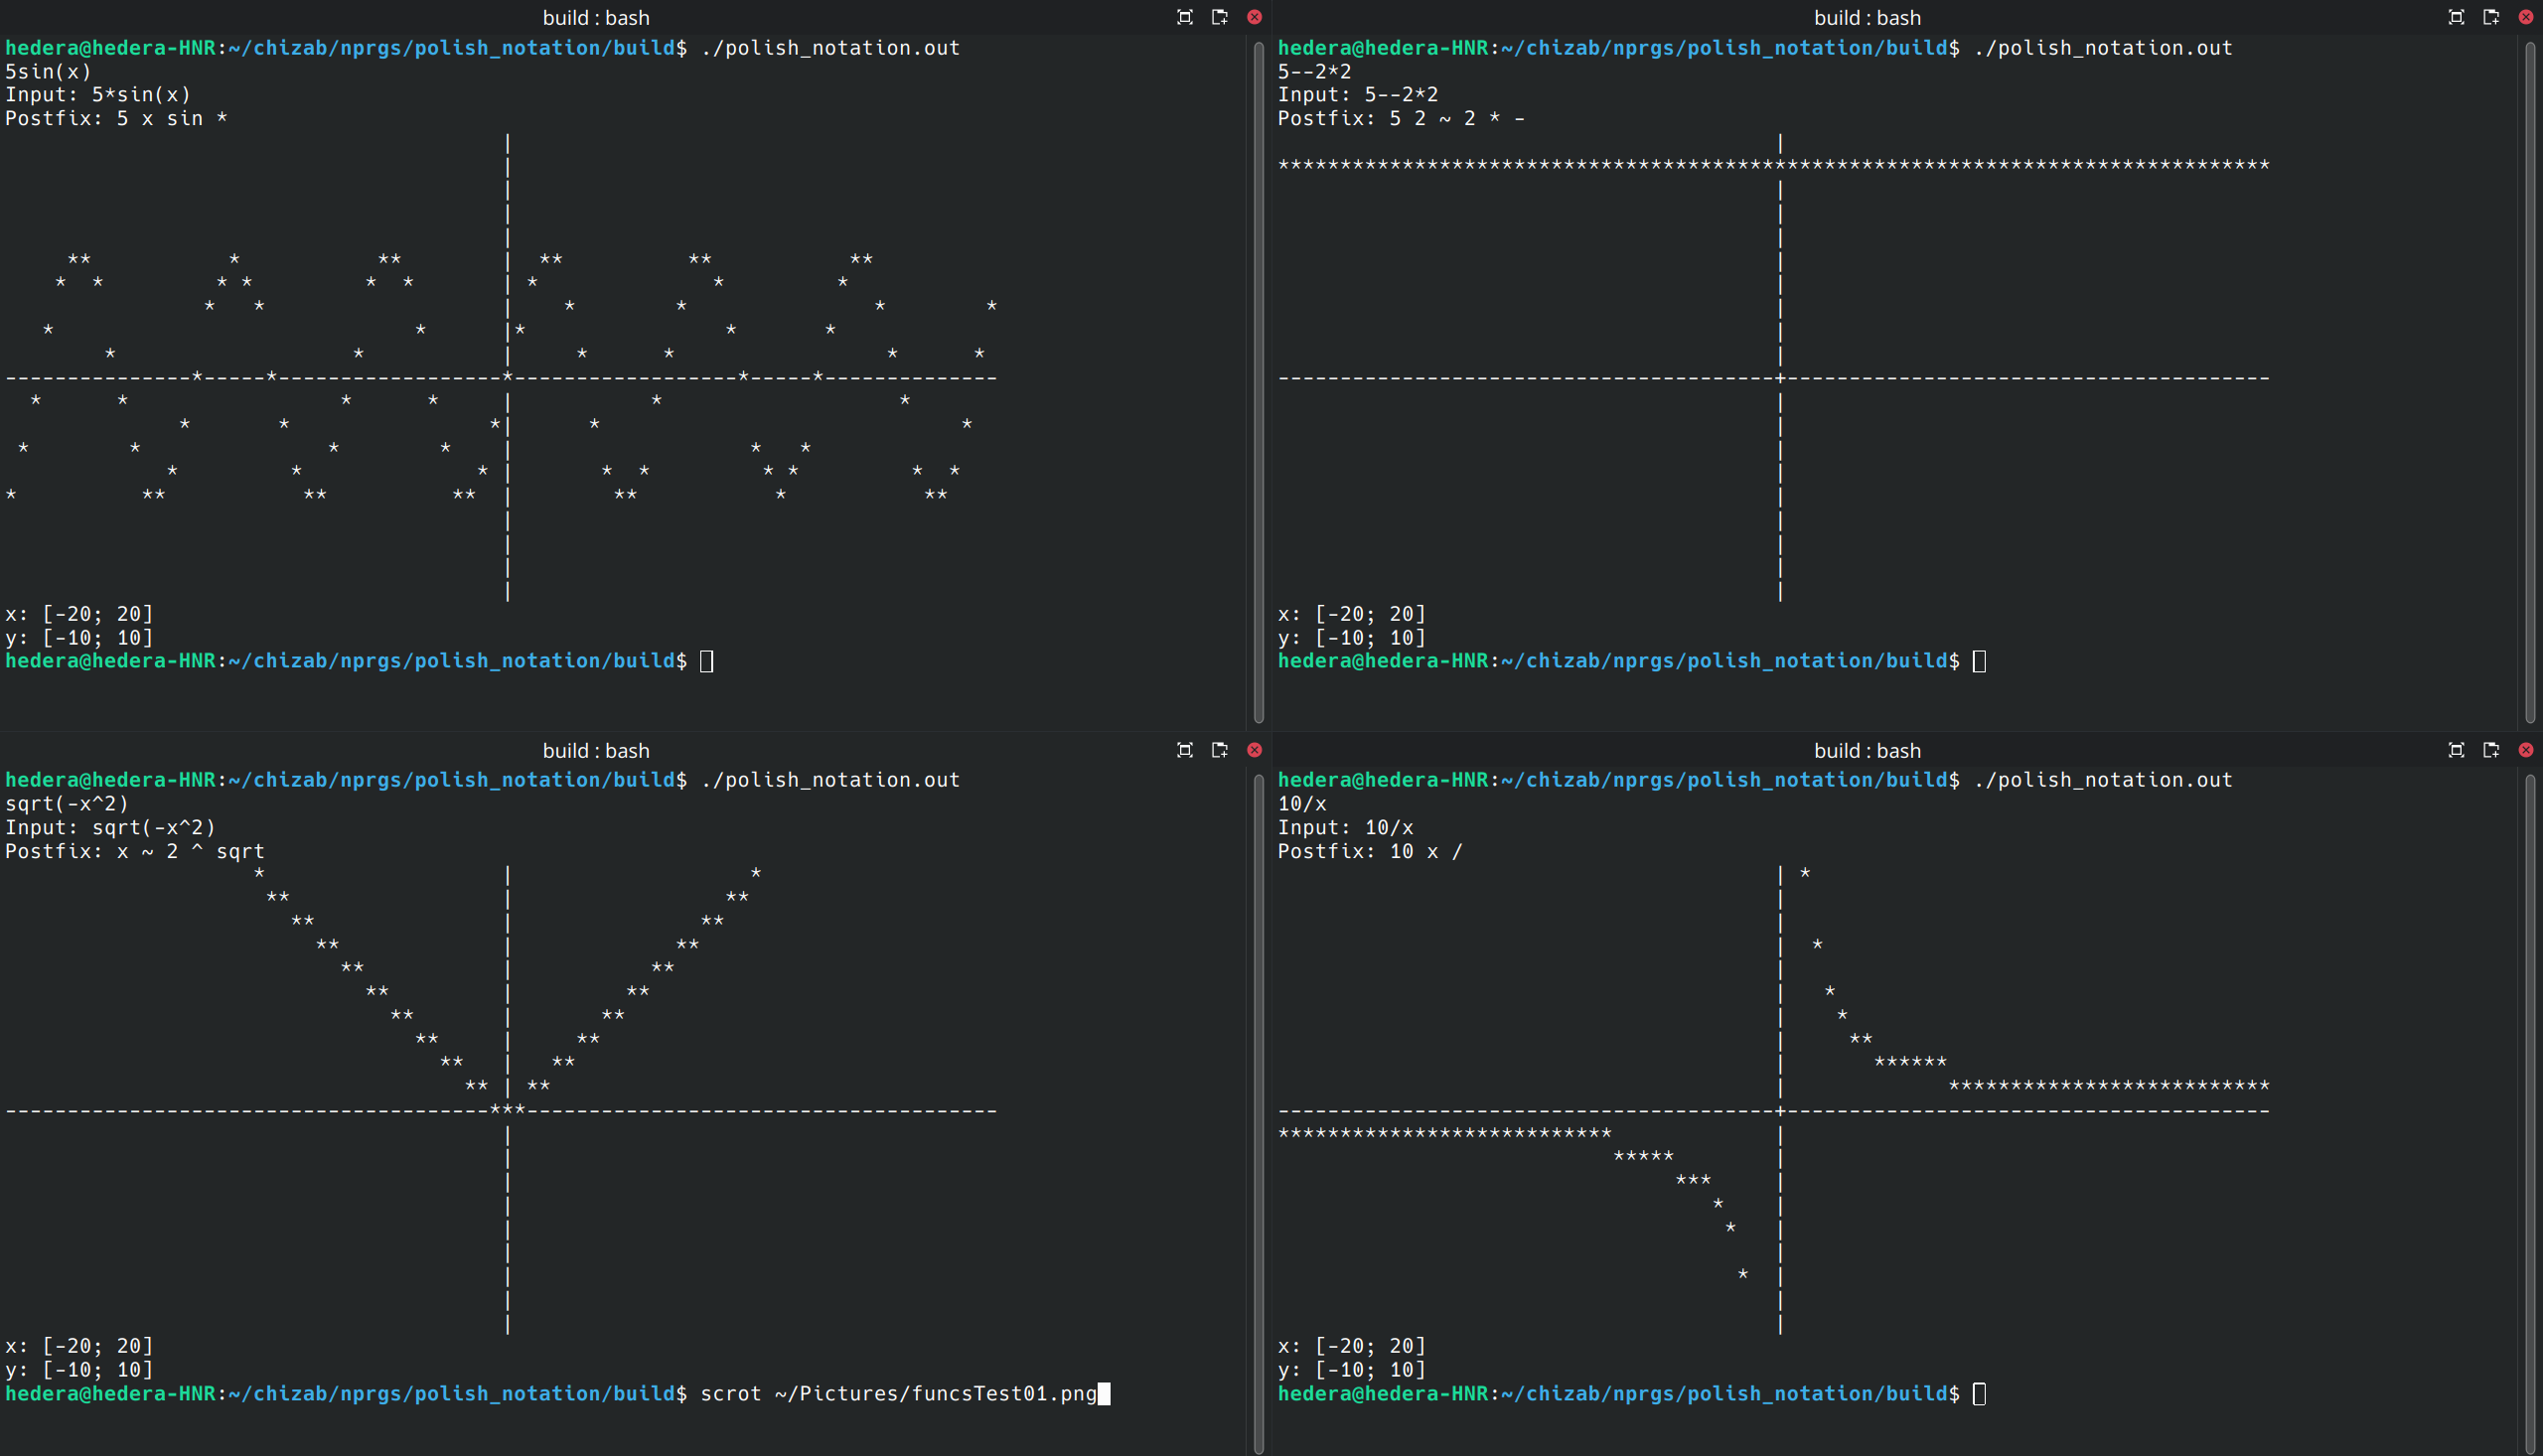 build : bash
hedera@hedera-HNR:~/chizab/nprgs/polish_notation/build$ ./polish_notation.out
5sin(x)
Input: 5*sin(x)
Postfix: 5 x sin *
x: [-20; 20]
y: [-10; 10]
hedera@hedera-HNR:~/chizab/nprgs/polish_notation/build$
build : bash
hedera@hedera-HNR:~/chizab/nprgs/polish_notation/build$ ./polish_notation.out
5--2*2
Input: 5--2*2
Postfix: 5 2 ~ 2 * -
x: [-20; 20]
y: [-10; 10]
hedera@hedera-HNR:~/chizab/nprgs/polish_notation/build$
build : bash
hedera@hedera-HNR:~/chizab/nprgs/polish_notation/build$ ./polish_notation.out
sqrt(-x^2)
Input: sqrt(-x^2)
Postfix: x ~ 2 ^ sqrt
x: [-20; 20]
y: [-10; 10]
hedera@hedera-HNR:~/chizab/nprgs/polish_notation/build$ scrot ~/Pictures/funcsTest01.png
build : bash
hedera@hedera-HNR:~/chizab/nprgs/polish_notation/build$ ./polish_notation.out
10/x
Input: 10/x
Postfix: 10 x /
x: [-20; 20]
y: [-10; 10]
hedera@hedera-HNR:~/chizab/nprgs/polish_notation/build$